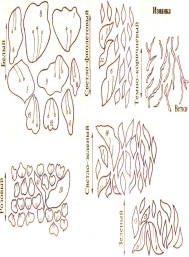 Белый
Светло-фиолетовый
Темно-коричневый
Изнанка
Ветки
Розовый
Светло-зеленый
Зеленый